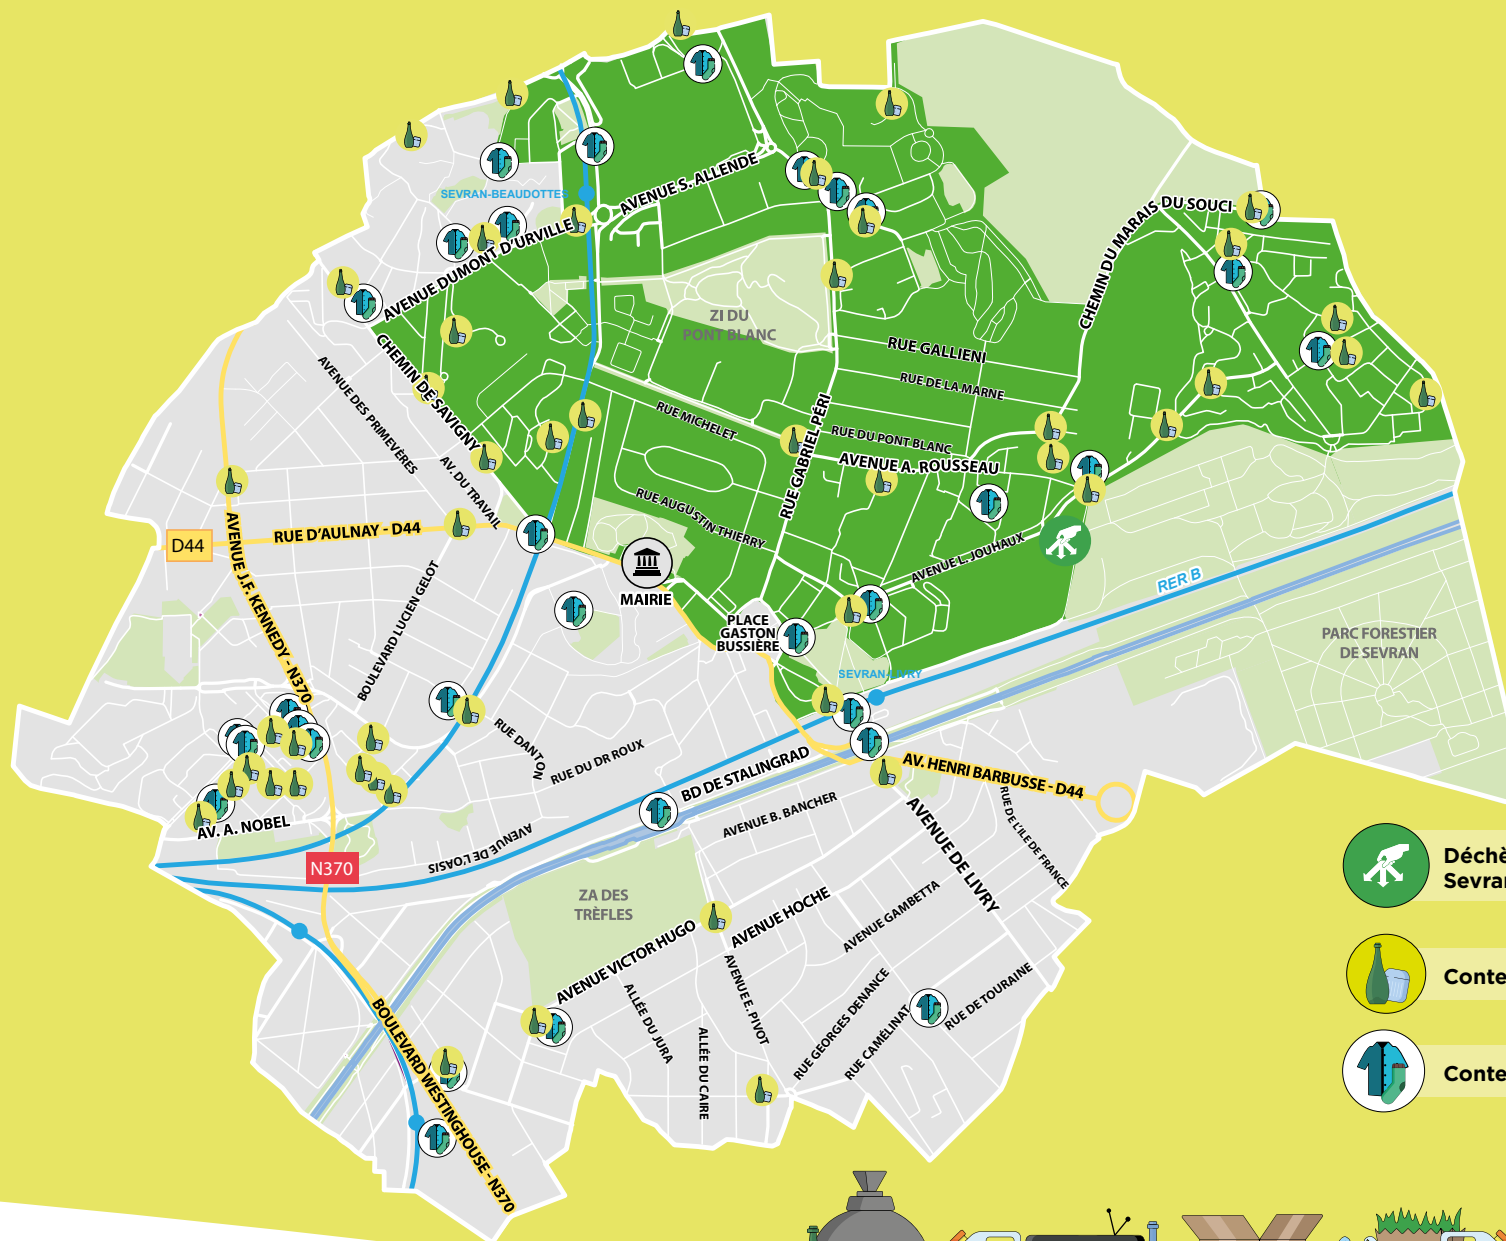 SEVRAN-BEAUDOTTES
AVENUE S. ALLENDE
AVENUE DUMONT D'URVILLE
CHEMIN DU MARAIS DU SOUCI
ZI DU
PONT BLANC
RUE GALLIENI
RUE DE LA MARNE
CHEMIN DE SAVIGNY
AVENUE DES PRIMEVÈRES
RUE MICHELET
RUE GABRIEL PÉRI
RUE DU PONT BLANC
AVENUE A. ROUSSEAU
AV. DU TRAVAIL
RUE AUGUSTIN THIERRY
D44
RUE D'AULNAY - D44
AVENUE J.F. KENNEDY - N370
BOULEVARD LUCIEN GELOT
AVENUE L. JOUHAUX
RER B
MAIRIE
PLACE
GASTON
BUSSIÈRE
PARC FORESTIER
DE SEVRAN
SEVRAN-LIVRY
RUE DANTON
RUE DU DR ROUX
BD DE STALINGRAD
AV. HENRI BARBUSSE - D44
AVENUE B. BANCHER
AVENUE DE LIVRY
RUE DE L'ILE DE FRANCE
AV. A. NOBEL
AVENUE DE L'OASIS
N370
ZA DES
TRÈFLES
AVENUE HOCHE
AVENUE GAMBETTA
AVENUE VICTOR HUGO
AVENUE E. PIVOT
ALLÉE DU JURA
ALLÉE DU CAIRE
RUE GEORGES DENANCE
RUE CAMÉLINAT
RUE DE TOURAINE
BOULEVARD WESTINGHOUSE - N370
Déchè
Sevran
Conte
Conte